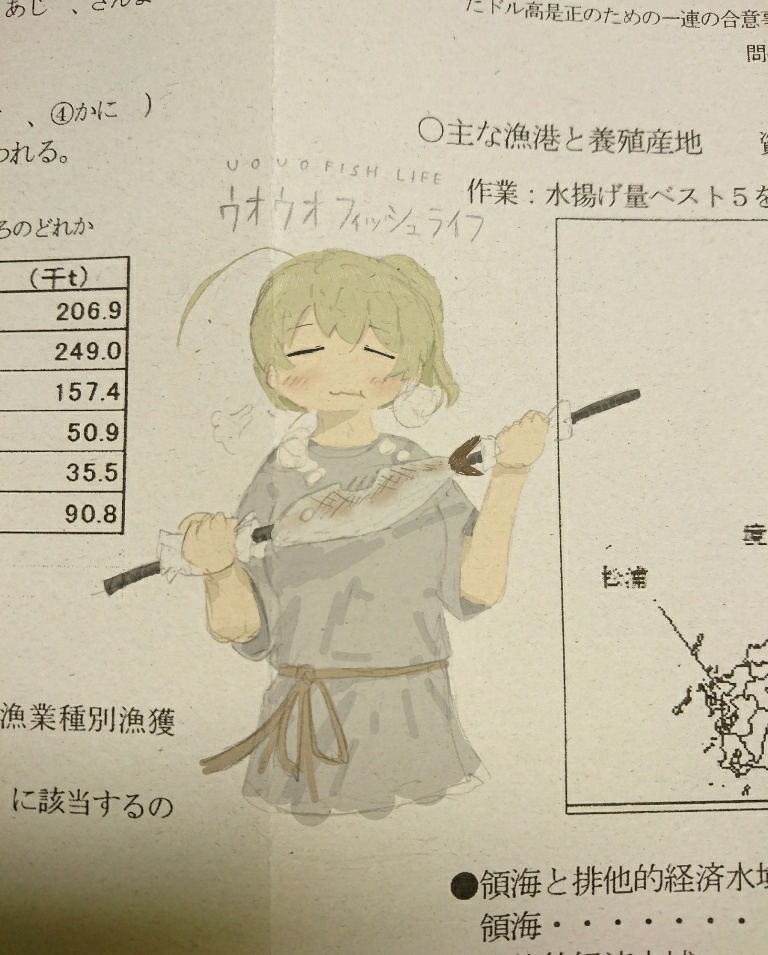 たドル高是正のための一連の合意
問
、④かに ）
われる。
○主な漁港と養殖産地
作業：水揚げ量ベスト５を
UOUO FISH LIFE
ウオウオ フィッシュライフ
ろのどれか
（千t）
206.9
249.0
157.4
50.9
35.5
90.8
松浦
漁業種別漁獲
に該当するの
●領海と排他的経済水域
領海・・・・・・・・